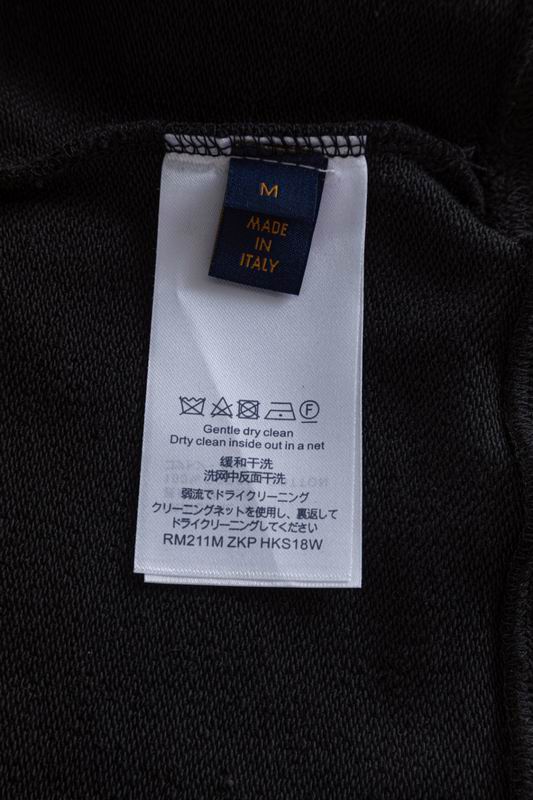 M
MADE
IN
ITALY
F
Gentle dry clean
Drty clean inside out in a net
缓和干洗
洗网中反面干洗
弱流でドライクリーニング
クリーニングネットを使用し、裏返して
ドライクリーニングしてください
RM211M ZKP HKS18W